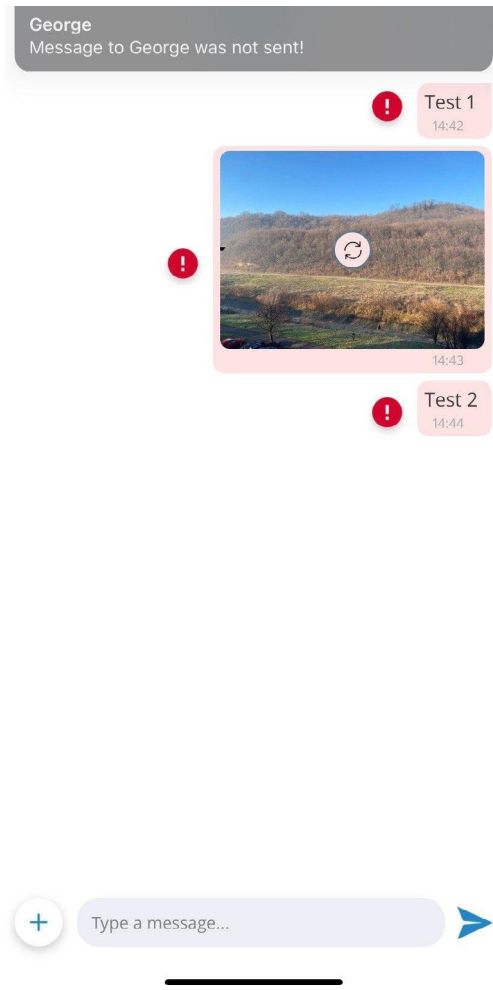 George
Message to George was not sent!
Test 1
14:42
14:43
Test 2
14:44
Type a message...